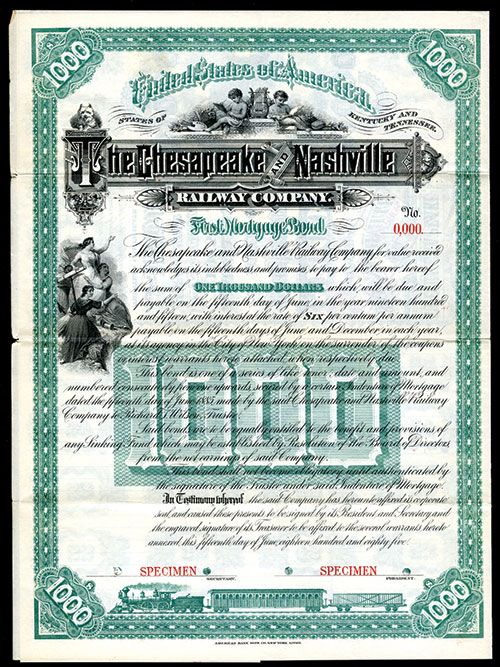 1000 1000
United States of America.
STATES OF KENTUCKY AND TENNESSEE.
The Chesapeake AND Nashville
RAILWAY COMPANY.
No.
First Mortgage Bond
0,000.
The Chesapeake and Nashville Railway Company for value received
acknowledges its indebtedness and promises to pay to the bearer hereof
the sum of ONE THOUSAND DOLLARS which will be due and
payable on the fifteenth day of June, in the year nineteen hundred
and fifteen, with interest at the rate of SIX per centum per annum
payable on the fifteenth days of June and December in each year,
in the City of New York on the surrender of the coupons
or interest warrants hereto attached, when respectively due.
This bond is one of a series of like tenor, date and amount, and
numbered consecutively from one upwards secured by a certain Indenture of Mortgage
dated the fifteenth day of June 1885 made by the said Chesapeake and Nashville Railway
Company to Richard T. Wilson, Trustee.
Said bonds are to be equally entitled to the benefit and provisions of
any Sinking Fund which may be established by Resolution of the Board of Directors
from the net earnings of said Company.
This bond shall not become obligatory until authenticated by
the signature of the Trustee under said Indenture of Mortgage.
In Testimony whereof the said Company has hereunto affixed its corporate
seal, and caused these presents to be signed by its President and Secretary and
the engraved signature of its Treasurer to be affixed to the several warrants hereto
annexed, this fifteenth day of June, eighteen hundred and eighty five.
1000
SPECIMEN SPECIMEN
SECRETARY. PRESIDENT.
1000 1000
AMERICAN BANK NOTE CO. NEW YORK.